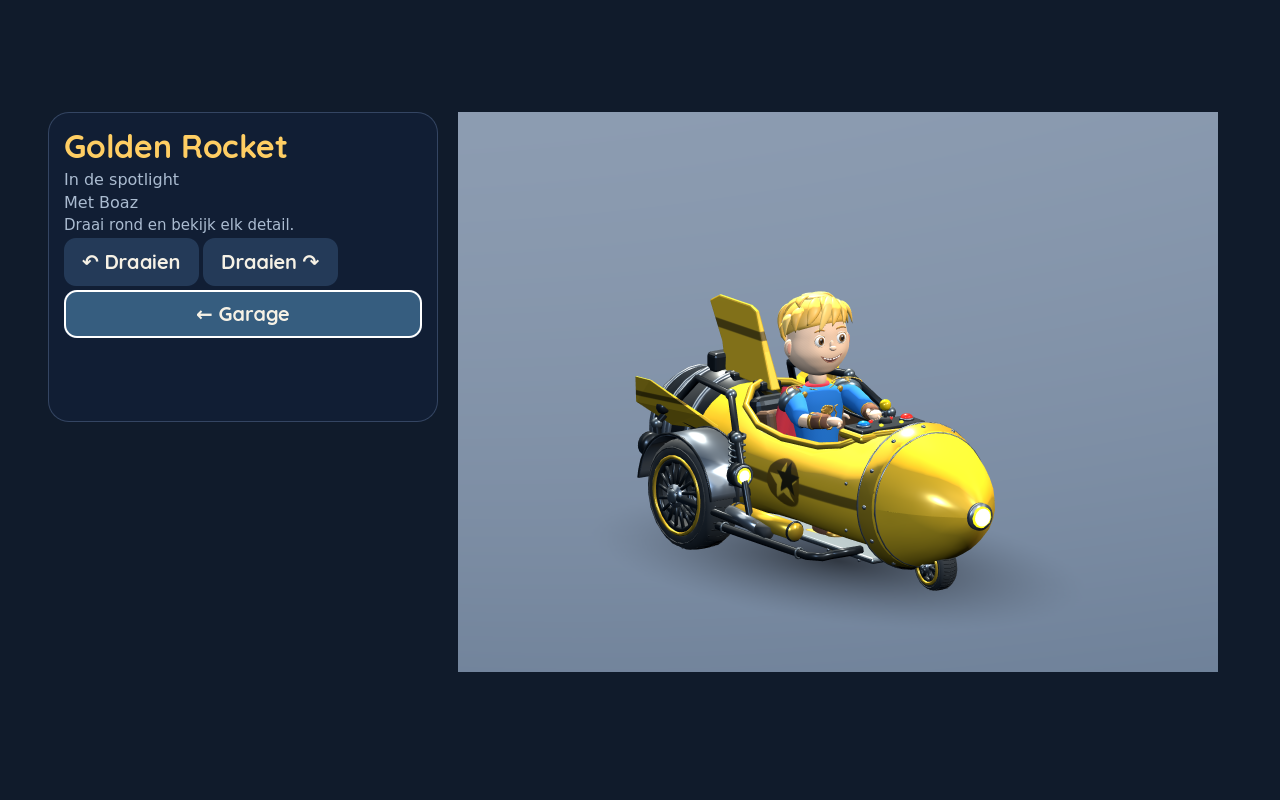 Golden Rocket
In de spotlight
Met Boaz
Draai rond en bekijk elk detail.
↶ Draaien Draaien ↷
← Garage